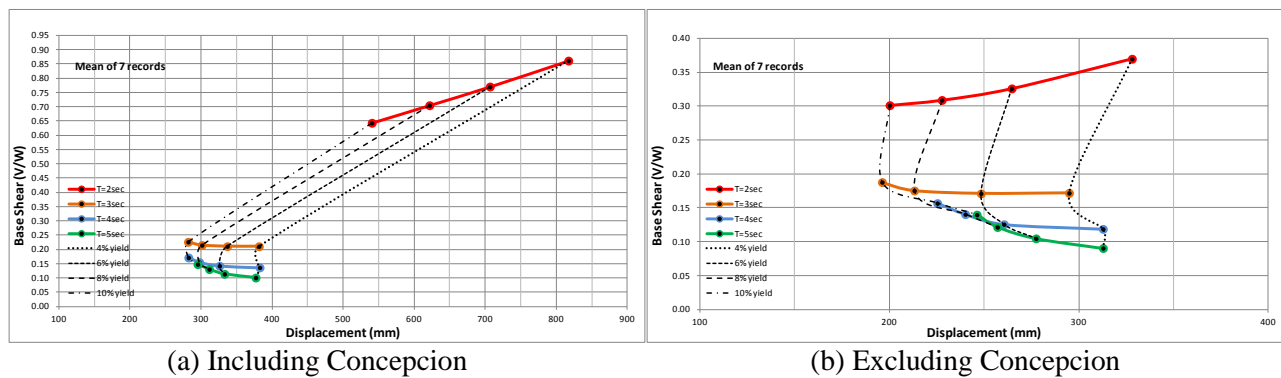 0.95
0.90
0.85
0.80
0.75
0.70
0.65
0.60
0.55
0.50
0.45
0.40
0.35
0.30
0.25
0.20
0.15
0.10
0.05
0.00
Base Shear (V/W)
Mean of 7 records
T=2sec
T=3sec
T=4sec
T=5sec
4% yield
6% yield
8% yield
10% yield
100 200 300 400 500 600 700 800 900
Displacement (mm)
(a) Including Concepcion
0.40
0.35
0.30
0.25
0.20
0.15
0.10
0.05
0.00
Base Shear (V/W)
Mean of 7 records
T=2sec
T=3sec
T=4sec
T=5sec
4% yield
6% yield
8% yield
10% yield
100 200 300 400
Displacement (mm)
(b) Excluding Concepcion